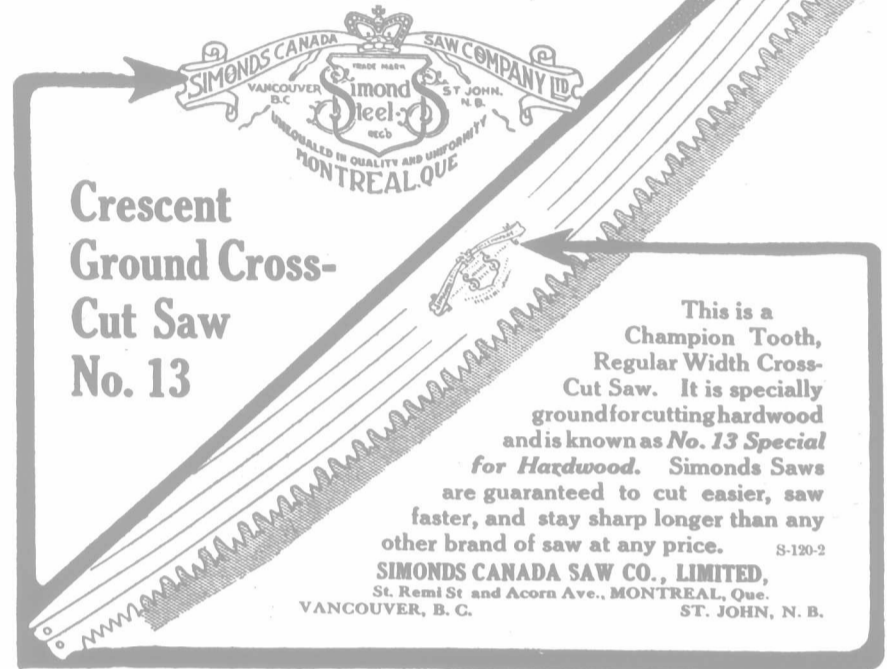 SIMONDS CANADA SAW COMPANY LTD
TRADE MARK
VANCOUVER
B.C
Simonds
Steel
REG'D
ST JOHN.
N. B.
UNEQUALED IN QUALITY AND UNIFORMITY
MONTREAL. QUE
Crescent
Ground Cross-
Cut Saw
No. 13
This is a
Champion Tooth,
Regular Width Cross-
Cut Saw. It is specially
ground for cutting hardwood
and is known as No. 13 Special
for Hardwood. Simonds Saws
are guaranteed to cut easier, saw
faster, and stay sharp longer than any
other brand of saw at any price. S-120-2
SIMONDS CANADA SAW CO., LIMITED,
St. Remi St and Acorn Ave., MONTREAL, Que.
VANCOUVER, B. C. ST. JOHN, N. B.